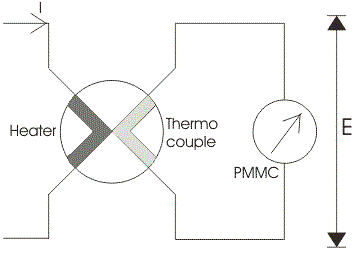 I
Heater
Thermo
couple
PMMC
E